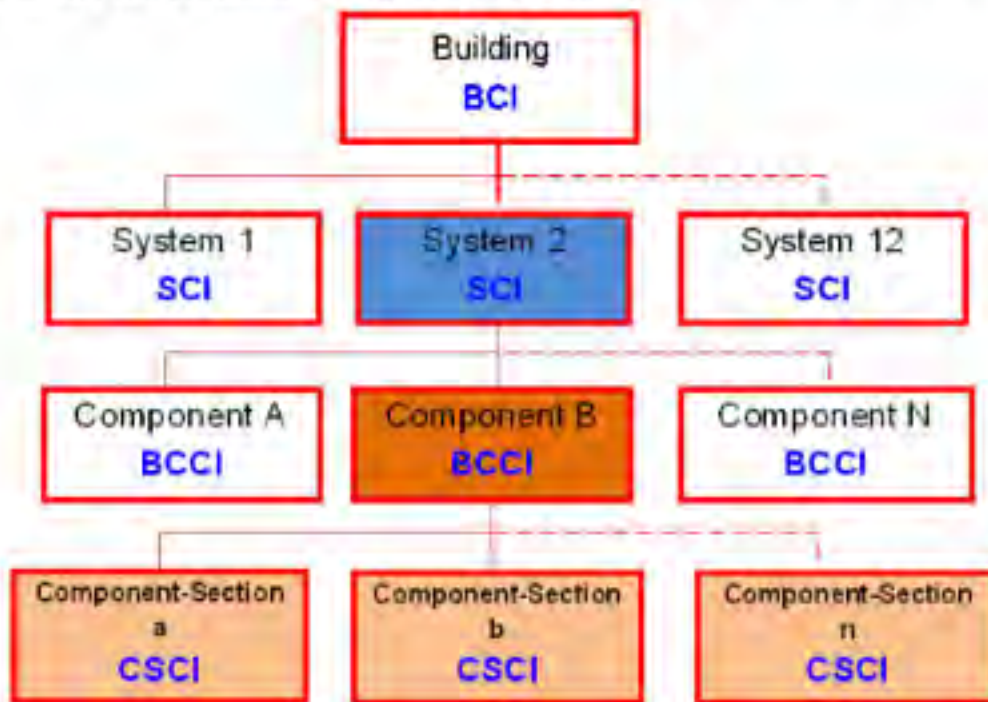 Building
BCI
System 1
SCI
System 2
SCI
System 12
SCI
Component A
BCCI
Component B
BCCI
Component N
BCCI
Component-Section
a
CSCI
Component-Section
b
CSCI
Component-Section
n
CSCI